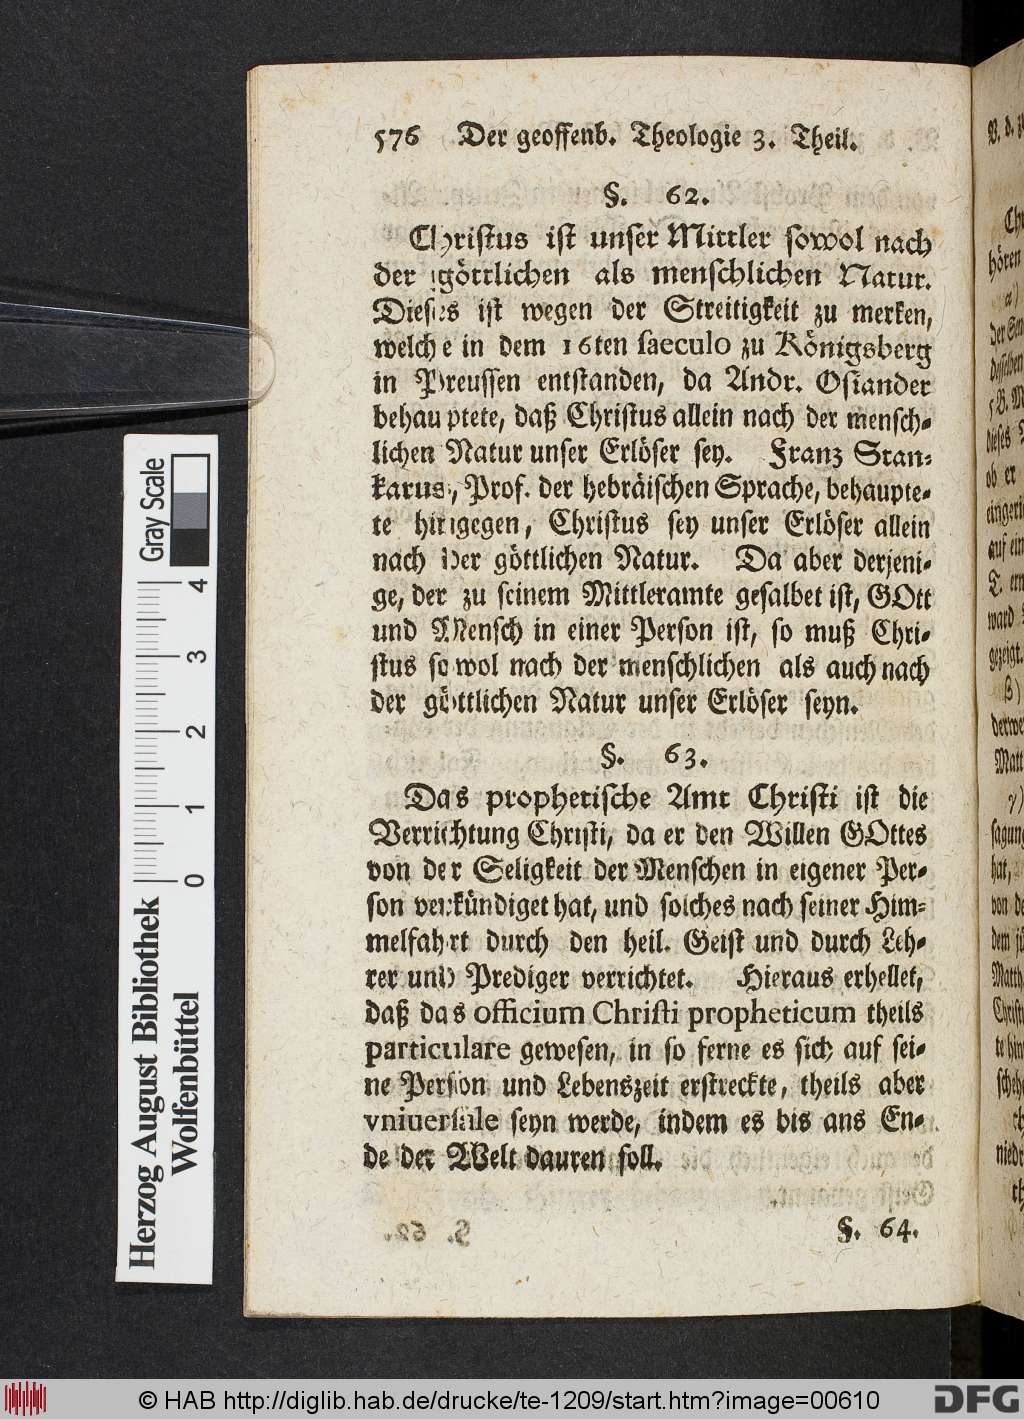 576 Der geoffenb. Theologie 3. Theil.
§. 62.
Christus ist unser Mittler sowol nach
der göttlichen als menschlichen Natur.
Dieses ist wegen der Streitigkeit zu merken,
welche in dem 16ten saeculo zu Königsberg
in Preussen entstanden, da Andr. Osiander
behauptete, daß Christus allein nach der mensch-
lichen Natur unser Erlöser sey. Franz Stan-
karus, Prof. der hebräischen Sprache, behaupte-
te hingegen, Christus sey unser Erlöser allein
nach der göttlichen Natur. Da aber derjeni-
ge, der zu seinem Mittleramte gesalbet ist, GOtt
und Mensch in einer Person ist, so muß Chri-
stus sowol nach der menschlichen als auch nach
der göttlichen Natur unser Erlöser seyn.
§. 63.
Das prophetische Amt Christi ist die
Verrichtung Christi, da er den Willen GOttes
von der Seligkeit der Menschen in eigener Per-
son verkündiget hat, und solches nach seiner Him-
melfahrt durch den heil. Geist und durch Leh-
rer und Prediger verrichtet. Hieraus erhellet,
daß das officium Christi propheticum theils
particulare gewesen, in so ferne es sich auf sei-
ne Person und Lebenszeit erstreckte, theils aber
vniuersale seyn werde, indem es bis ans En-
de der Welt dauren soll.
§. 64.
Herzog August Bibliothek
Wolfenbüttel
0 1 2 3 4
Gray Scale
© HAB http://diglib.hab.de/drucke/te-1209/start.htm?image=00610
DFG